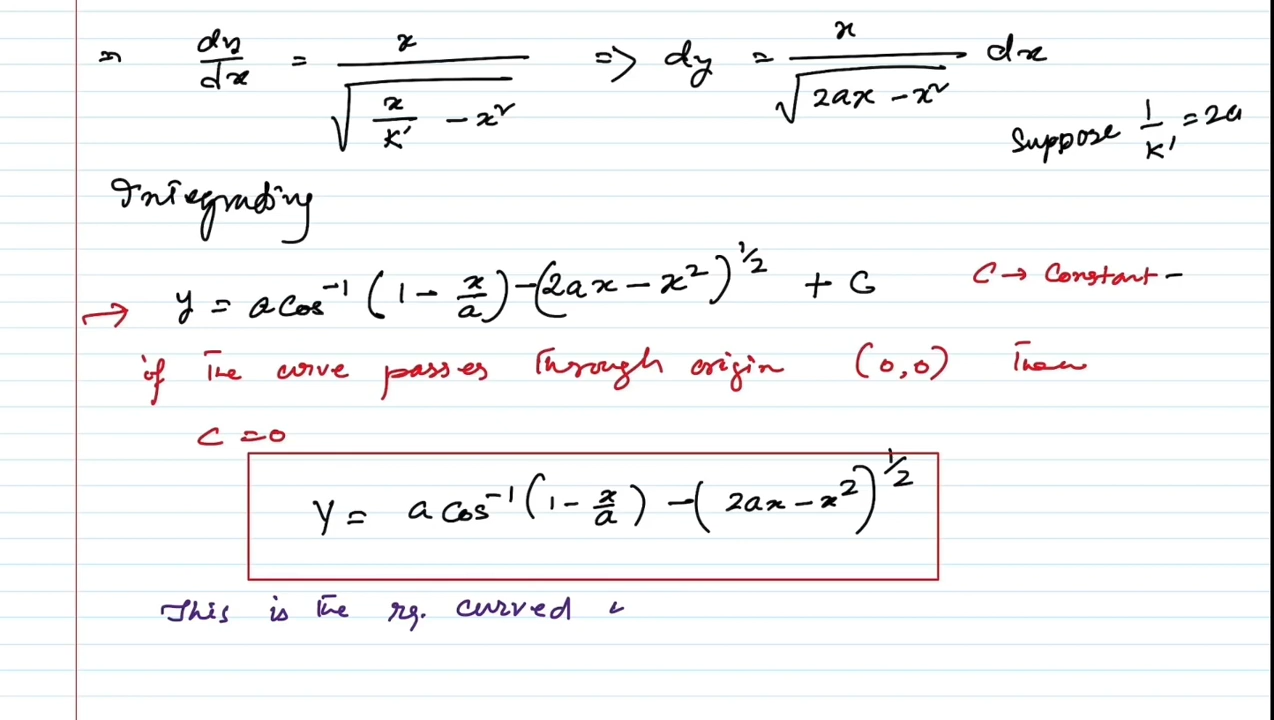 ⇒ dy/dx = x/√(x/K' − x²) ⇒ dy = x/√(2ax − x²) dx
Suppose 1/K' = 2a
Integrading
→ y = a cos⁻¹(1 − x/a) − (2ax − x²)^1/2 + C C → Constant -
if the curve passes through origin (0,0) then
C = 0
Y = a cos⁻¹(1 − x/a) − (2ax − x²)^1/2
This is the rq. curved